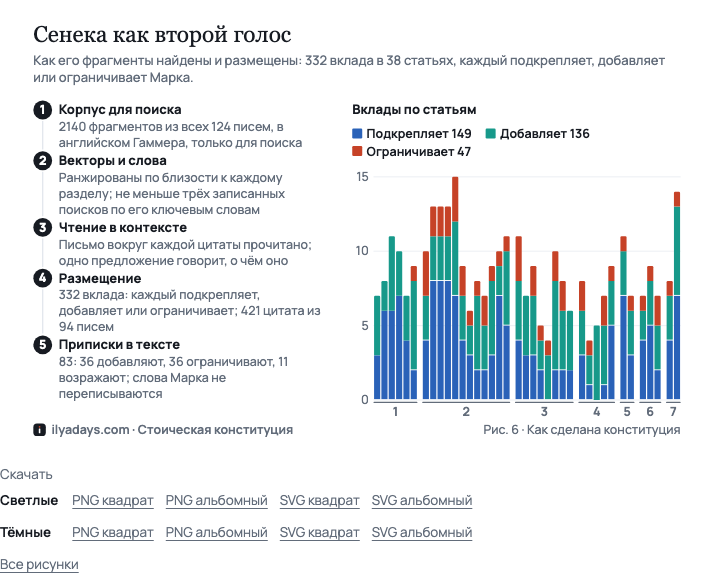 Сенека как второй голос
Как его фрагменты найдены и размещены: 332 вклада в 38 статьях, каждый подкрепляет, добавляет
или ограничивает Марка.
1 Корпус для поиска
2140 фрагментов из всех 124 писем, в
английском Гаммера, только для поиска
2 Векторы и слова
Ранжированы по близости к каждому
разделу; не меньше трёх записанных
поисков по его ключевым словам
3 Чтение в контексте
Письмо вокруг каждой цитаты прочитано;
одно предложение говорит, о чём оно
4 Размещение
332 вклада: каждый подкрепляет,
добавляет или ограничивает; 421 цитата из
94 писем
5 Приписки в тексте
83: 36 добавляют, 36 ограничивают, 11
возражают; слова Марка не
переписываются
Вклады по статьям
Подкрепляет 149 Добавляет 136
Ограничивает 47
15
10
5
0
1 2 3 4 5 6 7
ilyadays.com · Стоическая конституция
Рис. 6 · Как сделана конституция
Скачать
Светлые PNG квадрат PNG альбомный SVG квадрат SVG альбомный
Тёмные PNG квадрат PNG альбомный SVG квадрат SVG альбомный
Все рисунки